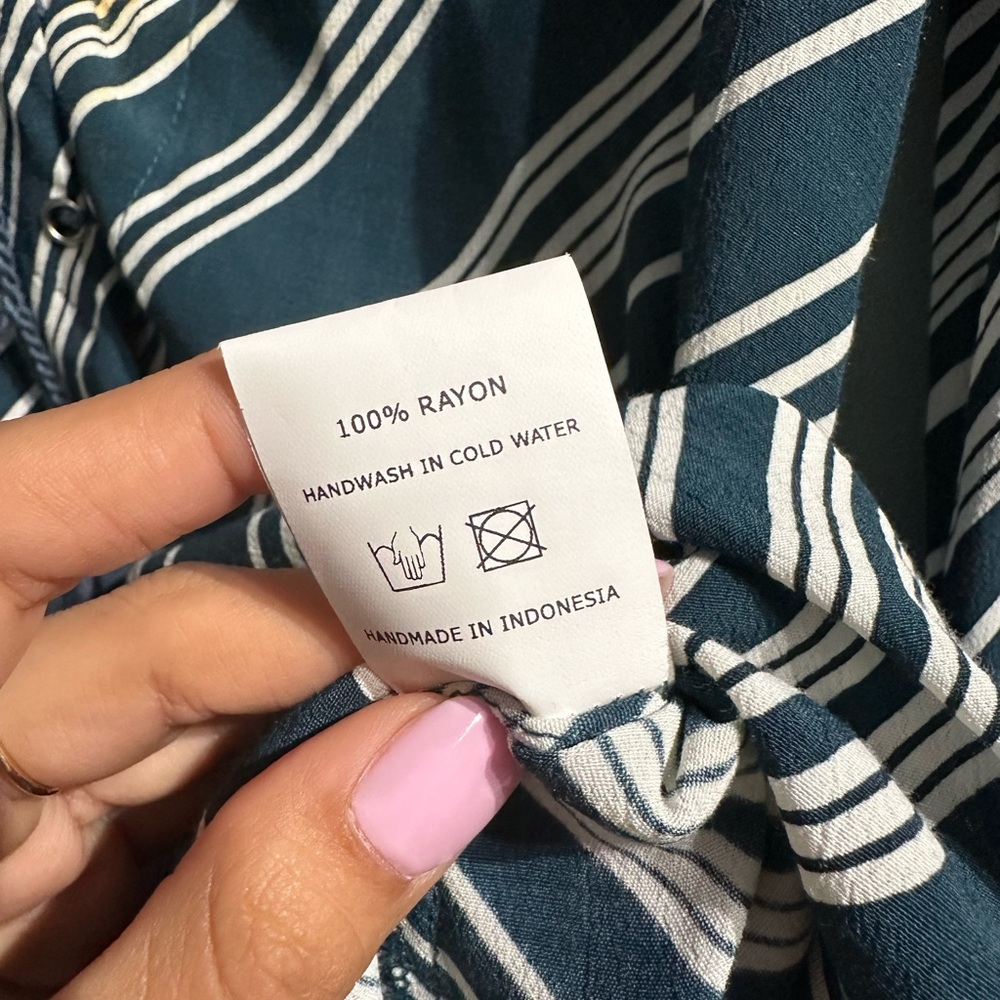 100% RAYON
HANDWASH IN COLD WATER
HANDMADE IN INDONESIA